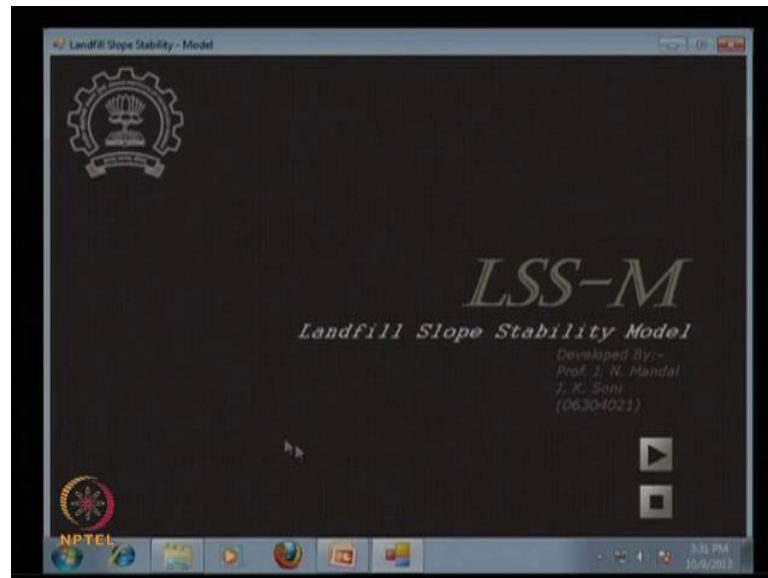 Landfill Slope Stability - Model
LSS-M
Landfill Slope Stability Model
Developed By:-
Prof. J. N. Mandal
J. K. Soni
(06304021)
NPTEL
3:31 PM
10/9/2013